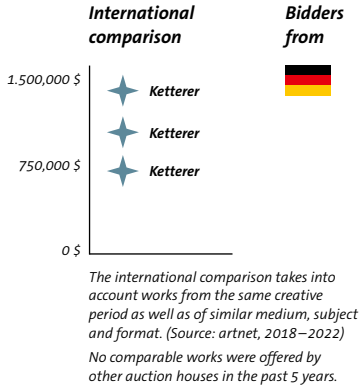 International
comparison
Bidders
from
1.500,000 $
Ketterer
Ketterer
750,000 $
Ketterer
0 $
The international comparison takes into
account works from the same creative
period as well as of similar medium, subject
and format. (Source: artnet, 2018–2022)
No comparable works were offered by
other auction houses in the past 5 years.